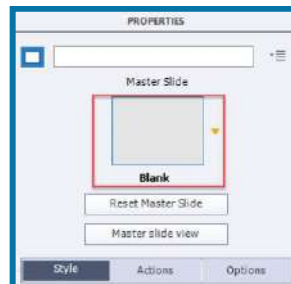 PROPERTIES
Master Slide
Blank
Reset Master Slide
Master slide view
Style Actions Options